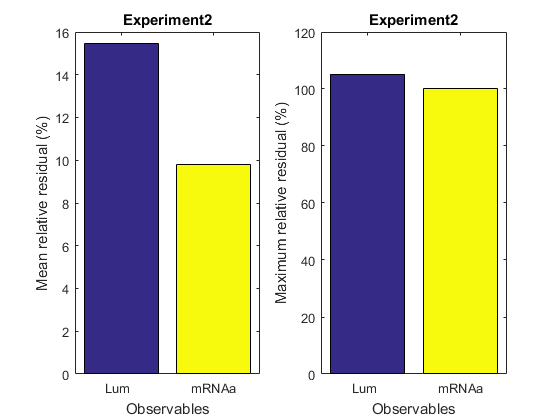 Experiment2
Mean relative residual (%)
16
14
12
10
8
6
4
2
0
Lum mRNAa
Observables
Experiment2
Maximum relative residual (%)
120
100
80
60
40
20
0
Lum mRNAa
Observables